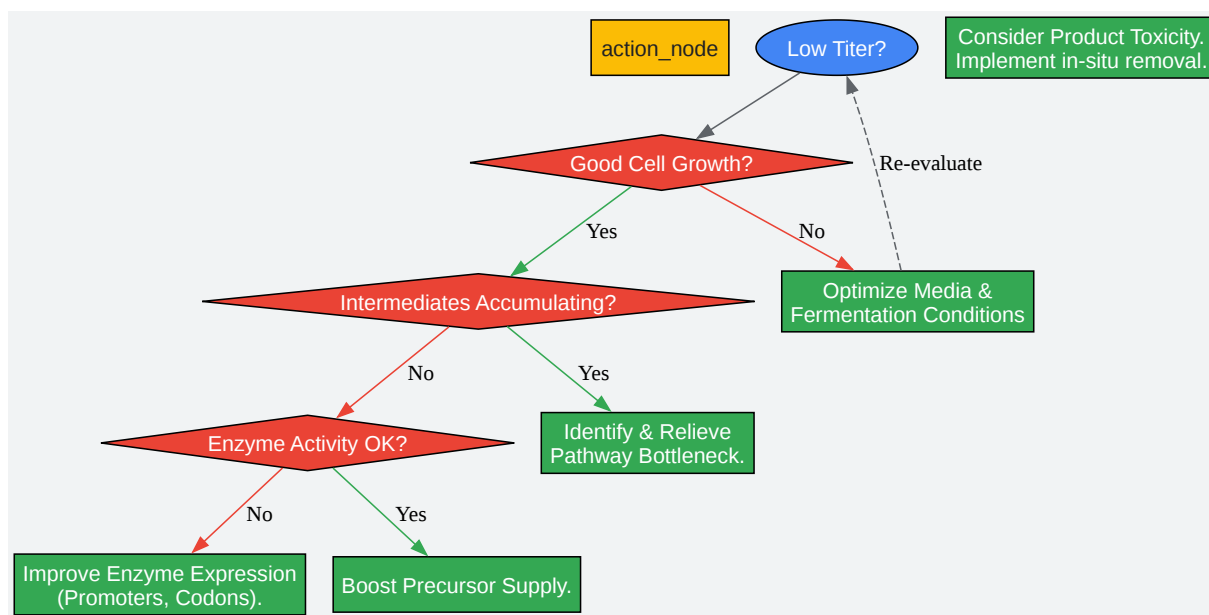 action_node
Low Titer?
Consider Product Toxicity.
Implement in-situ removal.
Good Cell Growth?
Re-evaluate
Yes
No
Intermediates Accumulating?
Optimize Media &
Fermentation Conditions
No
Yes
Enzyme Activity OK?
Identify & Relieve
Pathway Bottleneck.
No
Yes
Improve Enzyme Expression
(Promoters, Codons).
Boost Precursor Supply.